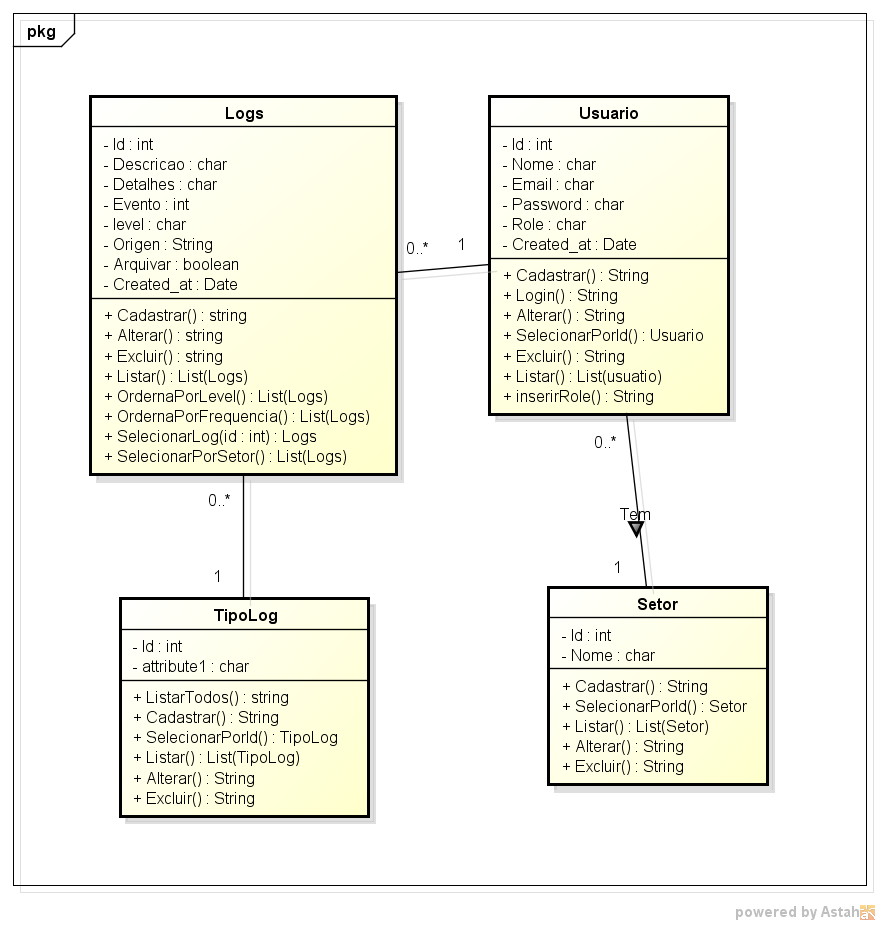 pkg
Logs
- Id : int
- Descricao : char
- Detalhes : char
- Evento : int
- level : char
- Origen : String
- Arquivar : boolean
- Created_at : Date
+ Cadastrar() : string
+ Alterar() : string
+ Excluir() : string
+ Listar() : List(Logs)
+ OrdernaPorLevel() : List(Logs)
+ OrdernaPorFrequencia() : List(Logs)
+ SelecionarLog(id : int) : Logs
+ SelecionarPorSetor() : List(Logs)
0..*
1
Usuario
- Id : int
- Nome : char
- Email : char
- Password : char
- Role : char
- Created_at : Date
+ Cadastrar() : String
+ Login() : String
+ Alterar() : String
+ SelecionarPorId() : Usuario
+ Excluir() : String
+ Listar() : List(usuatio)
+ inserirRole() : String
0..*
1
0..*
Tem
1
TipoLog
- Id : int
- attribute1 : char
+ ListarTodos() : string
+ Cadastrar() : String
+ SelecionarPorId() : TipoLog
+ Listar() : List(TipoLog)
+ Alterar() : String
+ Excluir() : String
Setor
- Id : int
- Nome : char
+ Cadastrar() : String
+ SelecionarPorId() : Setor
+ Listar() : List(Setor)
+ Alterar() : String
+ Excluir() : String
powered by Astah